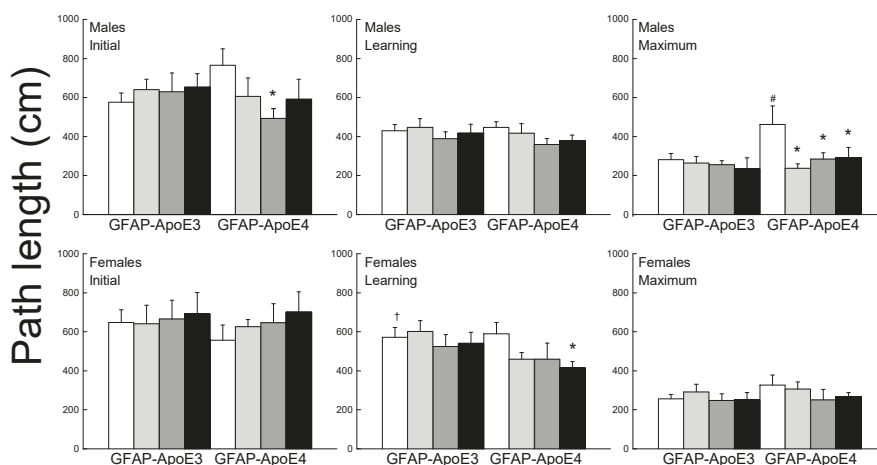 Path length (cm)
Males
Initial
1000
800
600
400
200
0
*
GFAP-ApoE3
GFAP-ApoE4
Males
Learning
1000
800
600
400
200
0
GFAP-ApoE3
GFAP-ApoE4
Males
Maximum
1000
800
600
400
200
0
#
*
*
*
GFAP-ApoE3
GFAP-ApoE4
Females
Initial
1000
800
600
400
200
0
GFAP-ApoE3
GFAP-ApoE4
Females
Learning
1000
800
600
400
200
0
†
*
GFAP-ApoE3
GFAP-ApoE4
Females
Maximum
1000
800
600
400
200
0
GFAP-ApoE3
GFAP-ApoE4